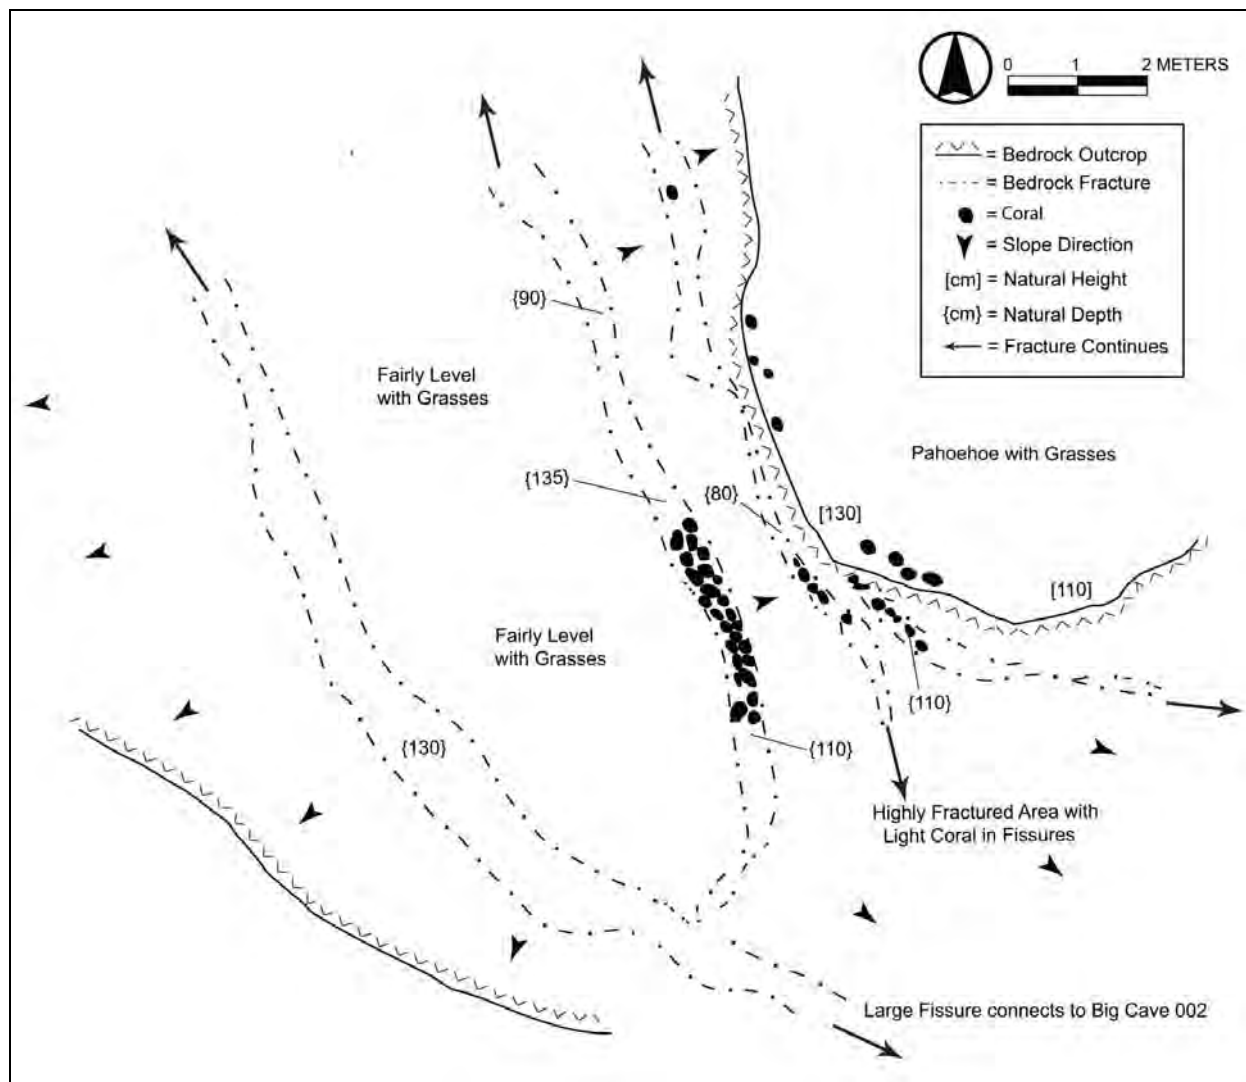 0 1 2 METERS
= Bedrock Outcrop
= Bedrock Fracture
= Coral
= Slope Direction
[cm] = Natural Height
{cm} = Natural Depth
= Fracture Continues
{90}
Fairly Level
with Grasses
Pahoehoe with Grasses
{135}
{80}
[130]
[110]
Fairly Level
with Grasses
{110}
{130}
{110}
Highly Fractured Area with
Light Coral in Fissures
Large Fissure connects to Big Cave 002